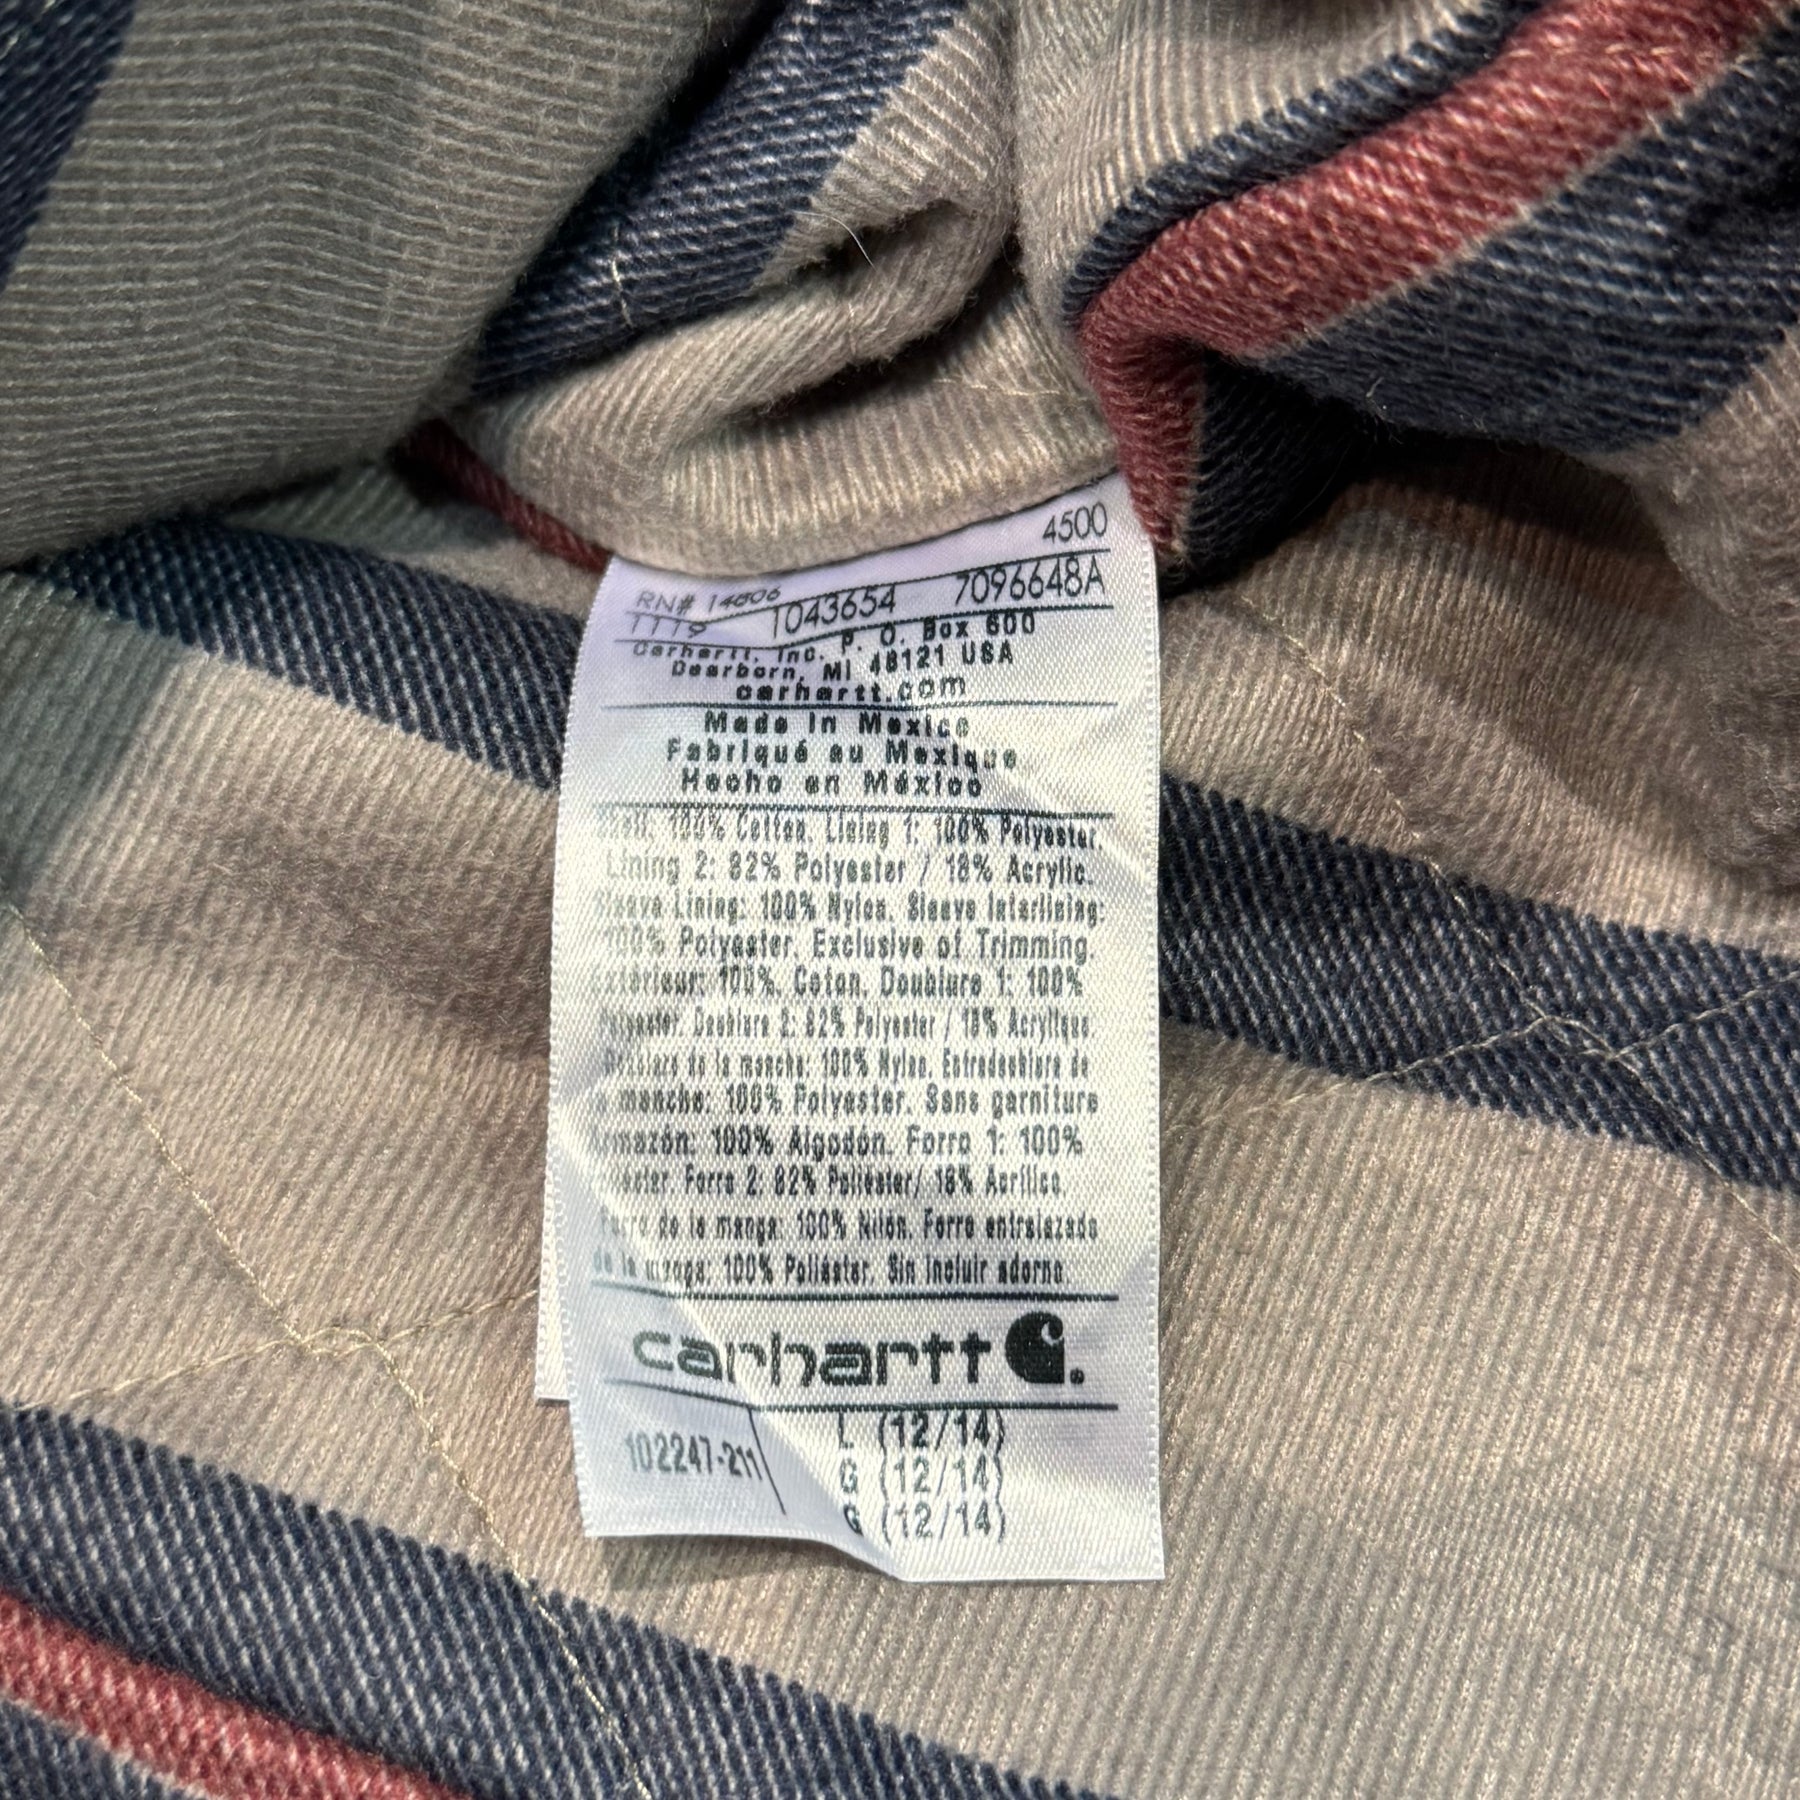 4500
RN# 14806
1119 1043654 7096648A
Carhartt, Inc. P. O. Box 600
Dearborn, MI 48121 USA
carhartt.com
Made in Mexico
Fabriqué au Mexique
Hecho en México
Shell: 100% Cotton. Lining 1: 100% Polyester.
Lining 2: 82% Polyester / 18% Acrylic.
Sleeve Lining: 100% Nylon. Sleeve Interlining:
100% Polyester. Exclusive of Trimming.
Extérieur: 100%. Coton. Doublure 1: 100%
Polyester. Doublure 2: 82% Polyester / 18% Acrylique.
Doublure de la manche: 100% Nylon. Entredoublure de
la manche: 100% Polyester. Sans garniture
Armazón: 100% Algodón. Forro 1: 100%
Forro 2: 82% Poliéster/ 18% Acrílico.
Forro de la manga: 100% Nilón. Forro entrelazado
de la manga: 100% Poliéster. Sin incluir adorno.
carhartt
102247-211
L (12/14)
G (12/14)
G (12/14)